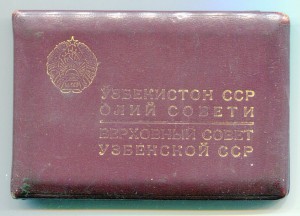 ЎЗБЕКИСТОН ССР
ОЛИЙ СОВЕТИ
ВЕРХОВНЫЙ СОВЕТ
УЗБЕКСКОЙ ССР